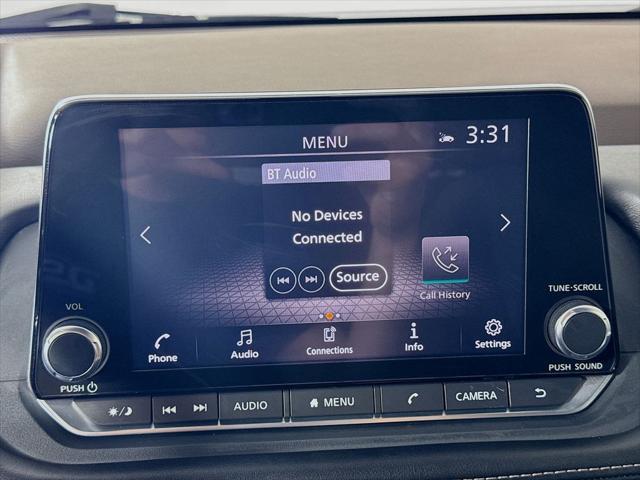 MENU
3:31
BT Audio
No Devices
Connected
Source
Call History
Phone
Audio
Connections
Info
Settings
VOL
PUSH
TUNE·SCROLL
PUSH SOUND
AUDIO
MENU
CAMERA